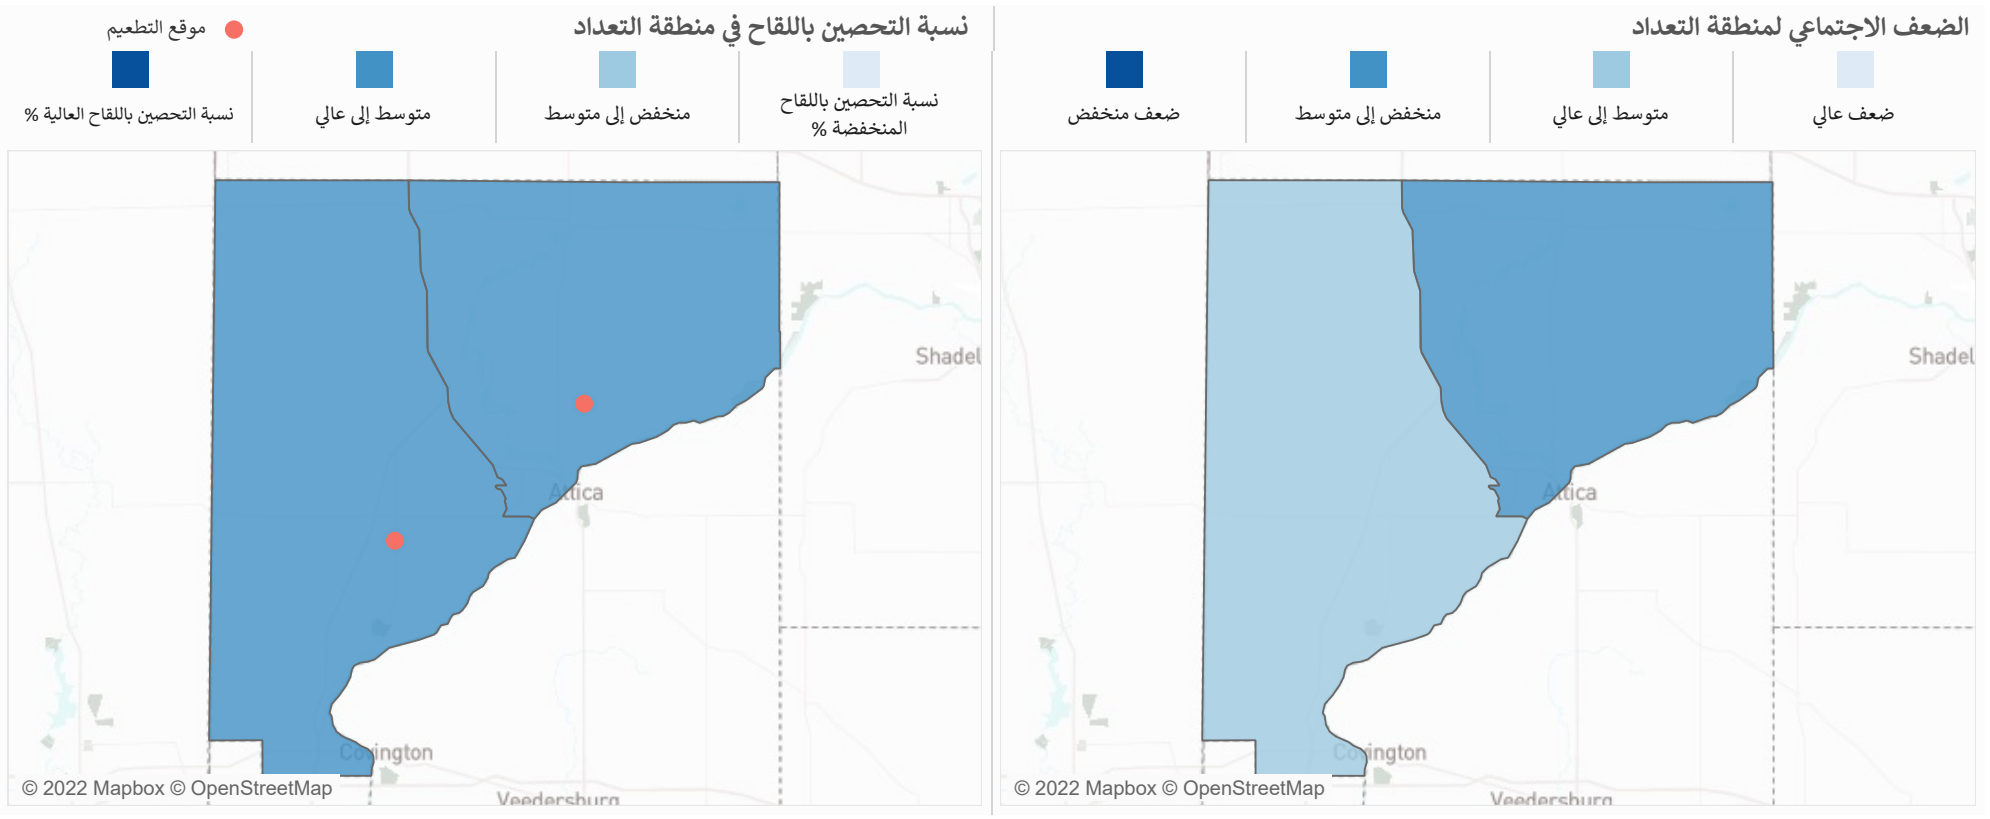 الضعف الاجتماعي لمنطقة التعداد
ضعف عالي
متوسط إلى عالي
منخفض إلى متوسط
ضعف منخفض
نسبة التحصين باللقاح في منطقة التعداد
موقع التطعيم
نسبة التحصين باللقاح
المنخفضة %
منخفض إلى متوسط
متوسط إلى عالي
نسبة التحصين باللقاح العالية %
Shadel
Attica
Covington
Veedersburg
© 2022 Mapbox © OpenStreetMap
Shadel
Attica
Covington
Veedersburg
© 2022 Mapbox © OpenStreetMap